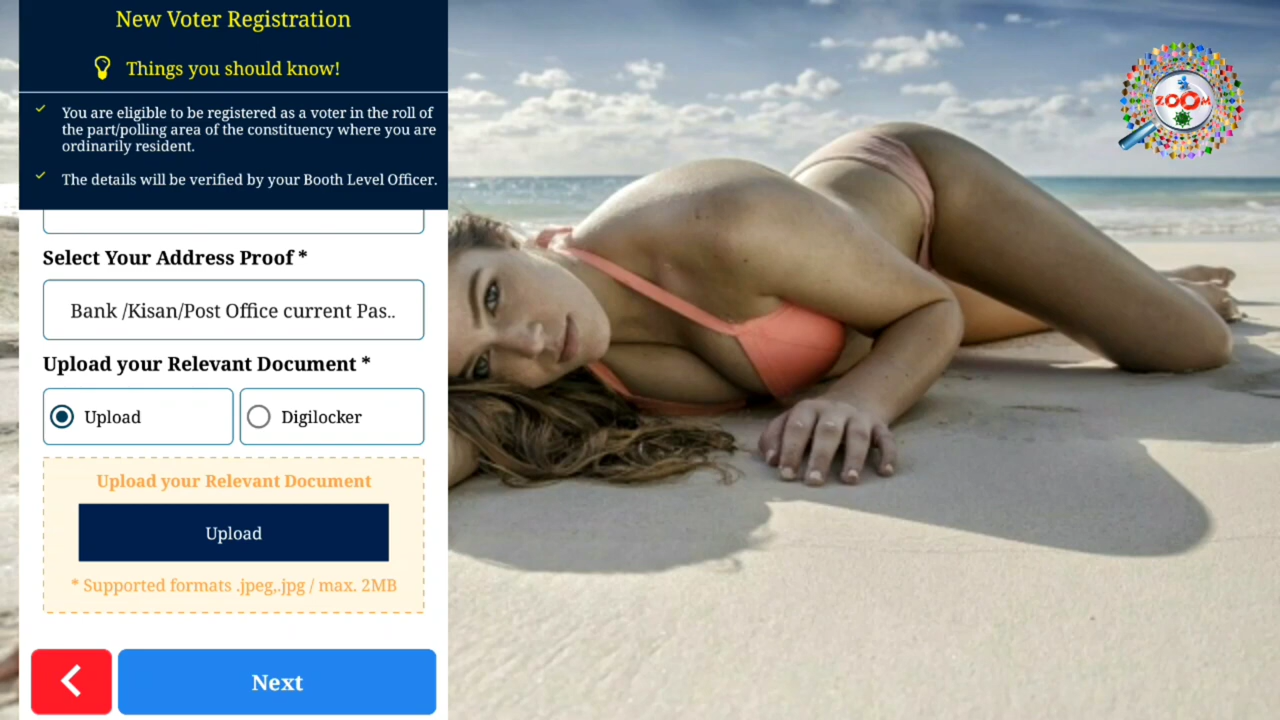 New Voter Registration
Things you should know!
You are eligible to be registered as a voter in the roll of
the part/polling area of the constituency where you are
ordinarily resident.
The details will be verified by your Booth Level Officer.
Select Your Address Proof *
Bank /Kisan/Post Office current Pas..
Upload your Relevant Document *
Upload
Digilocker
Upload your Relevant Document
Upload
* Supported formats .jpeg,.jpg / max. 2MB
Next
ZOOM